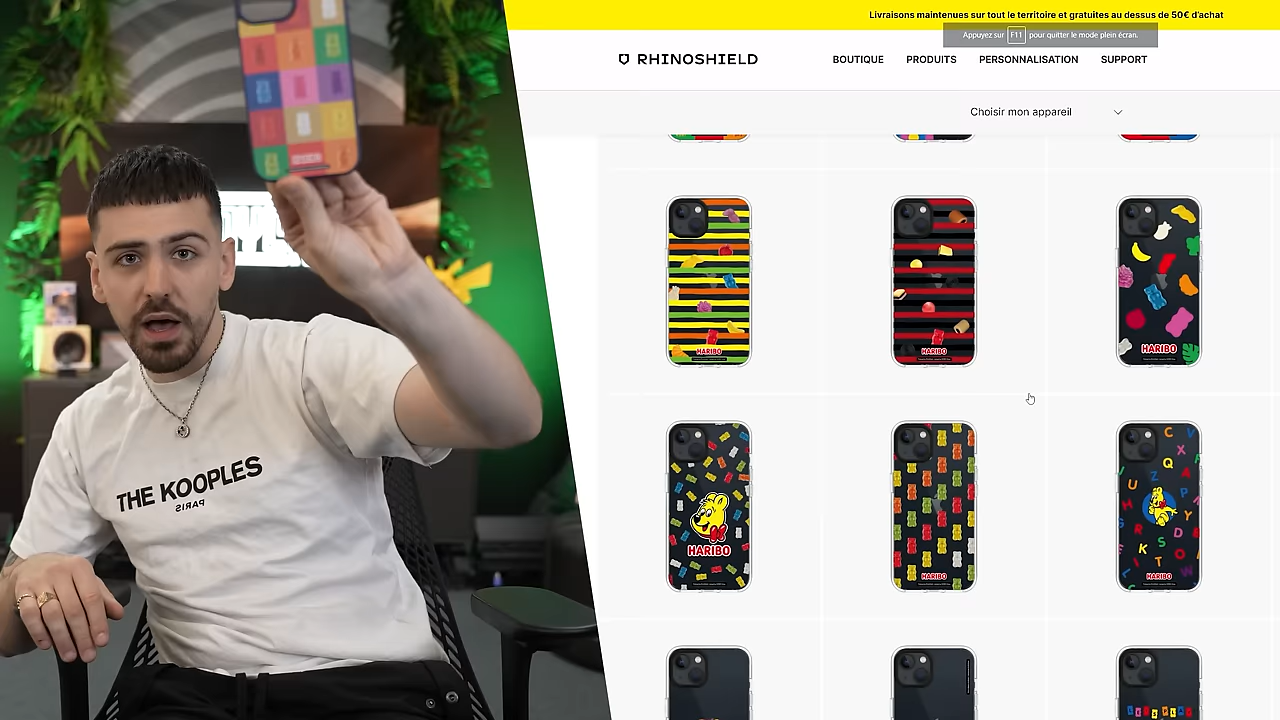 Livraisons maintenues sur tout le territoire et gratuites au dessus de 50€ d'achat
Appuyez sur F11 pour quitter le mode plein écran.
RHINOSHIELD
BOUTIQUE PRODUITS PERSONNALISATION SUPPORT
Choisir mon appareil
HARIBO
HARIBO
HARIBO
HARIBO
HARIBO
HARIBO
THE KOOPLES
PARIS